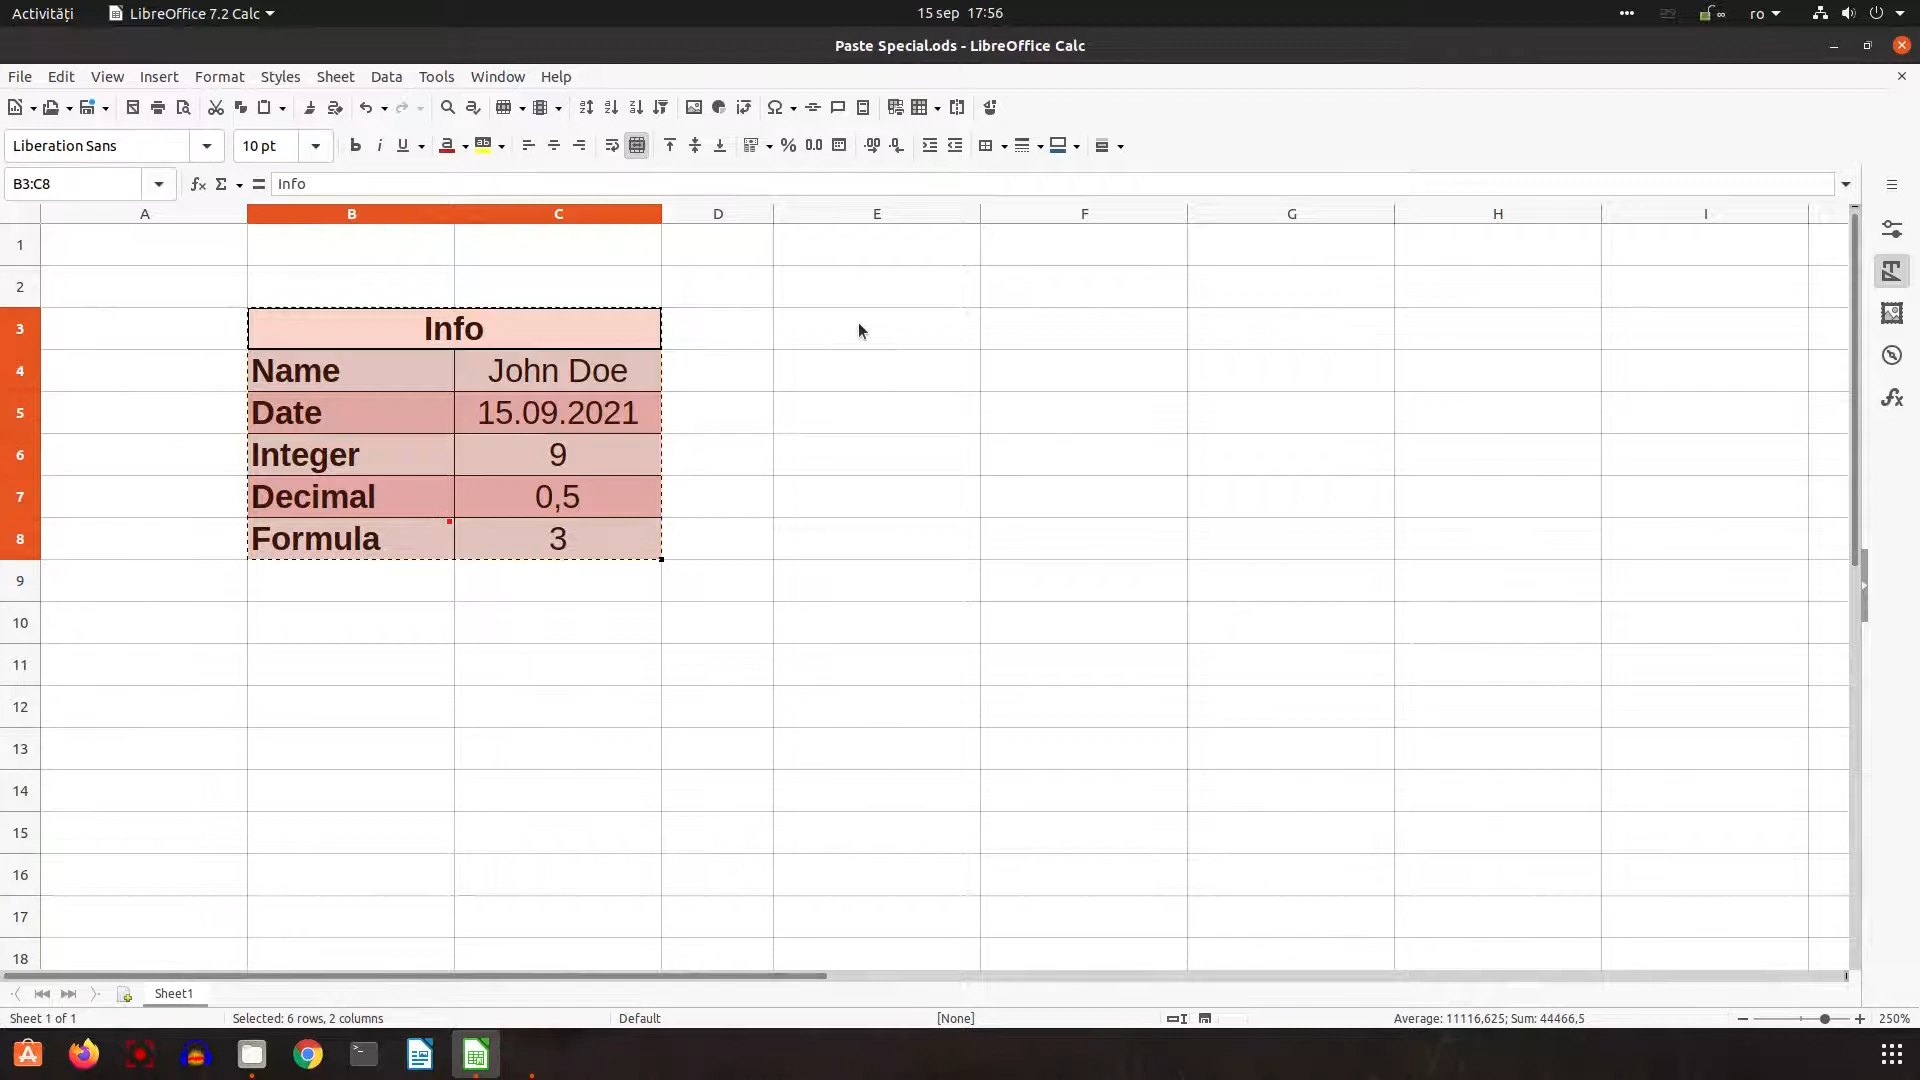 Activități LibreOffice 7.2 Calc 15 sep 17:56 ro
Paste Special.ods - LibreOffice Calc
File Edit View Insert Format Styles Sheet Data Tools Window Help
Liberation Sans 10 pt
B3:C8 Info
A B C D E F G H I
1
2
3 Info
4 Name John Doe
5 Date 15.09.2021
6 Integer 9
7 Decimal 0,5
8 Formula 3
9
10
11
12
13
14
15
16
17
18
Sheet1
Sheet 1 of 1 Selected: 6 rows, 2 columns Default [None] Average: 11116,625; Sum: 44466,5 250%